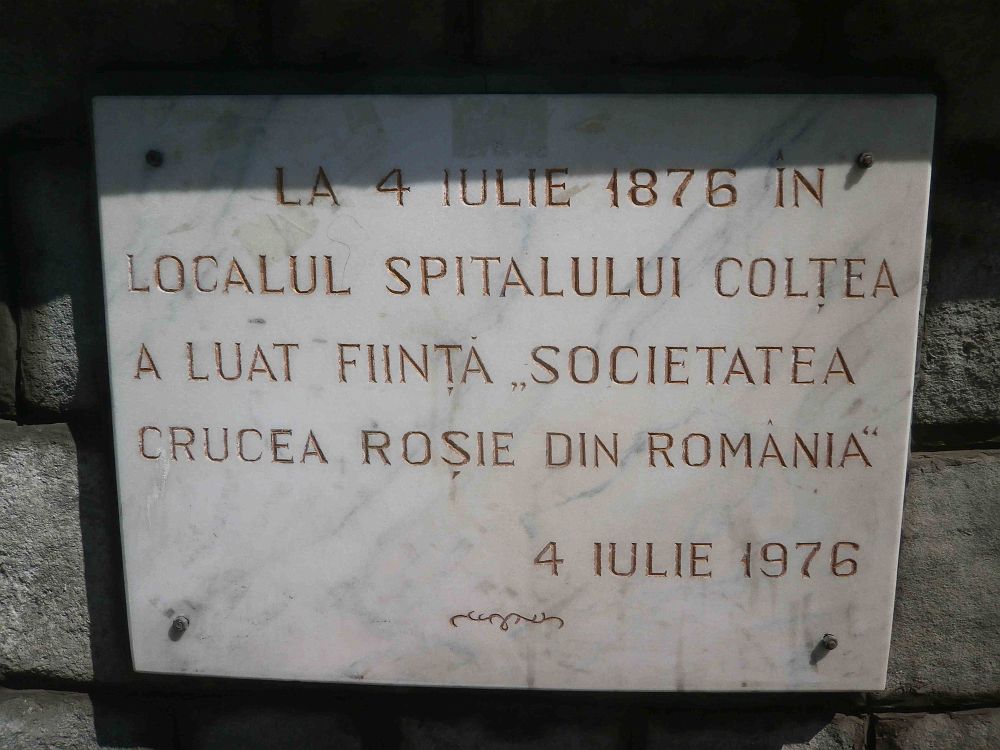 LA 4 IULIE 1876 ÎN
LOCALUL SPITALULUI COLȚEA
A LUAT FIINȚĂ „SOCIETATEA
CRUCEA ROȘIE DIN ROMÂNIA“
4 IULIE 1976